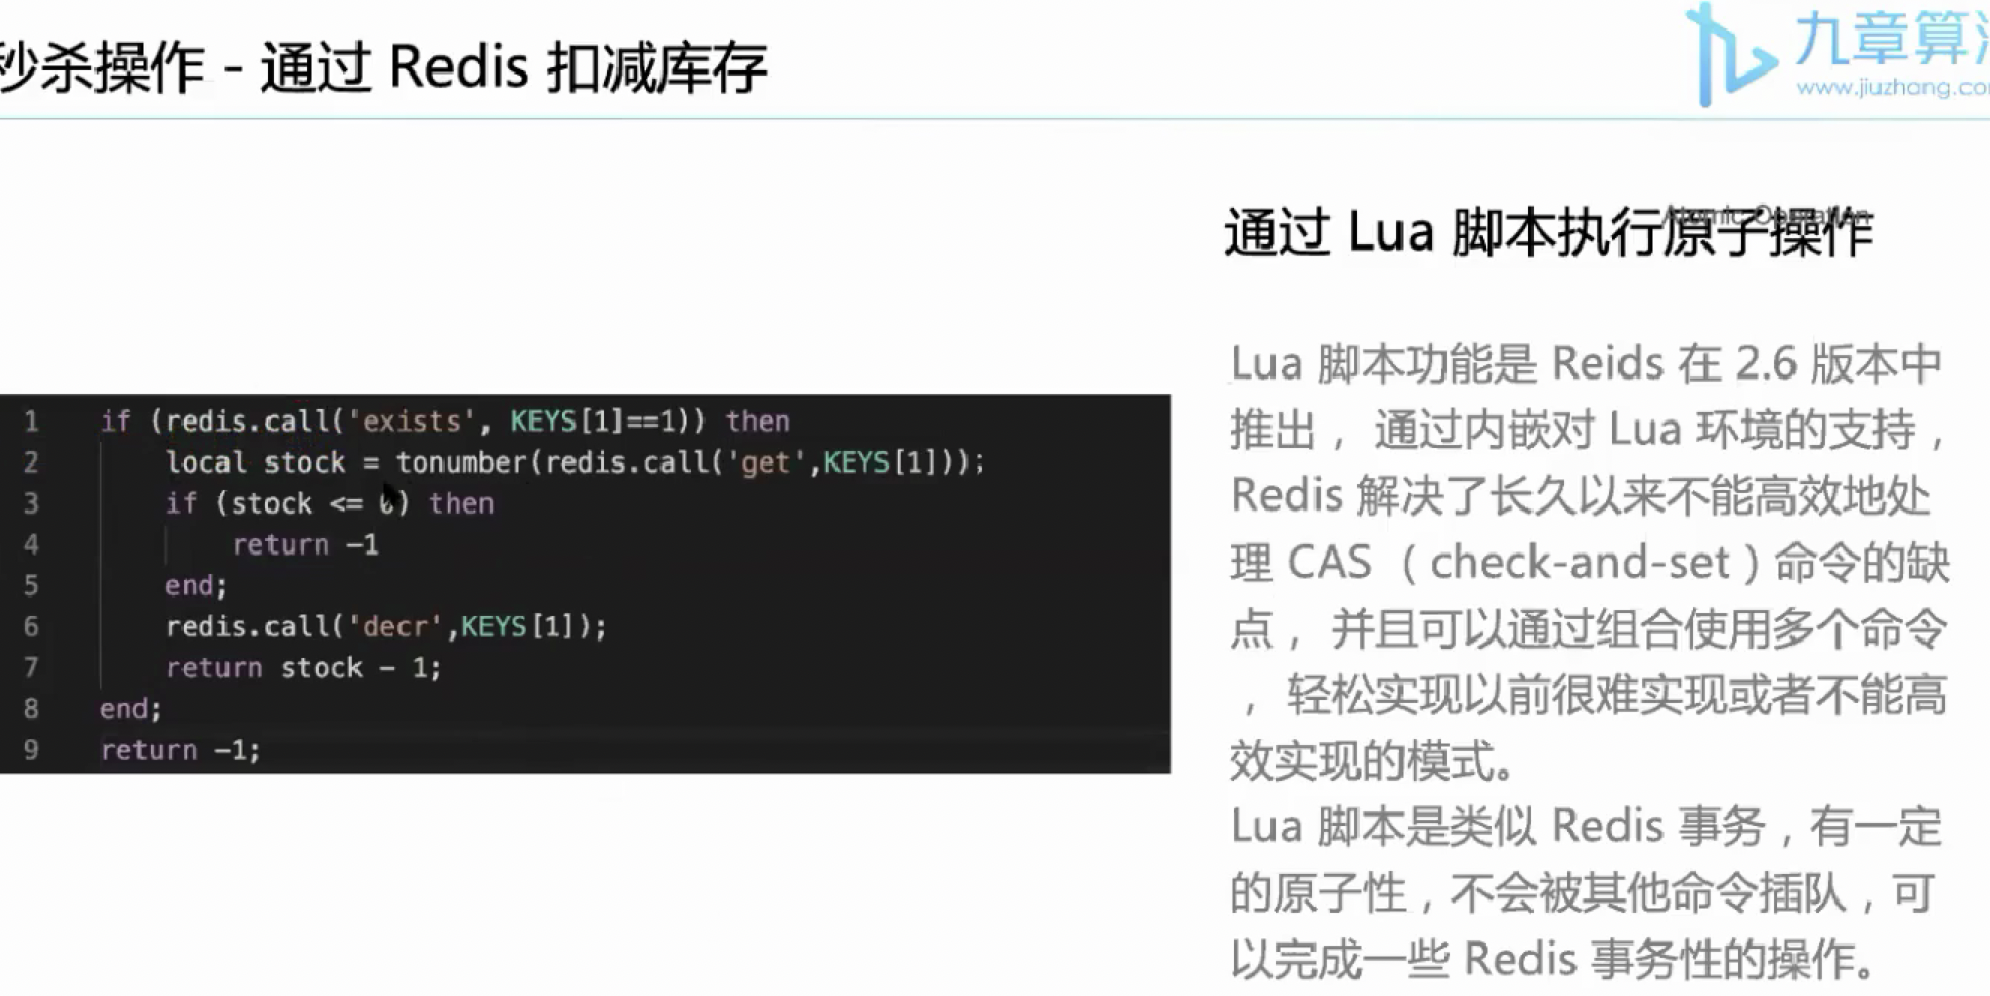 秒杀操作 - 通过 Redis 扣减库存
九章算
www.jiuzhang.co
通过 Lua 脚本执行原子操作
Atomic Operation
1 if (redis.call('exists', KEYS[1]==1)) then
2 local stock = tonumber(redis.call('get',KEYS[1]));
3 if (stock <= 0) then
4 return -1
5 end;
6 redis.call('decr',KEYS[1]);
7 return stock - 1;
8 end;
9 return -1;
Lua 脚本功能是 Reids 在 2.6 版本中
推出， 通过内嵌对 Lua 环境的支持，
Redis 解决了长久以来不能高效地处
理 CAS （check-and-set）命令的缺
点， 并且可以通过组合使用多个命令
， 轻松实现以前很难实现或者不能高
效实现的模式。
Lua 脚本是类似 Redis 事务，有一定
的原子性，不会被其他命令插队，可
以完成一些 Redis 事务性的操作。